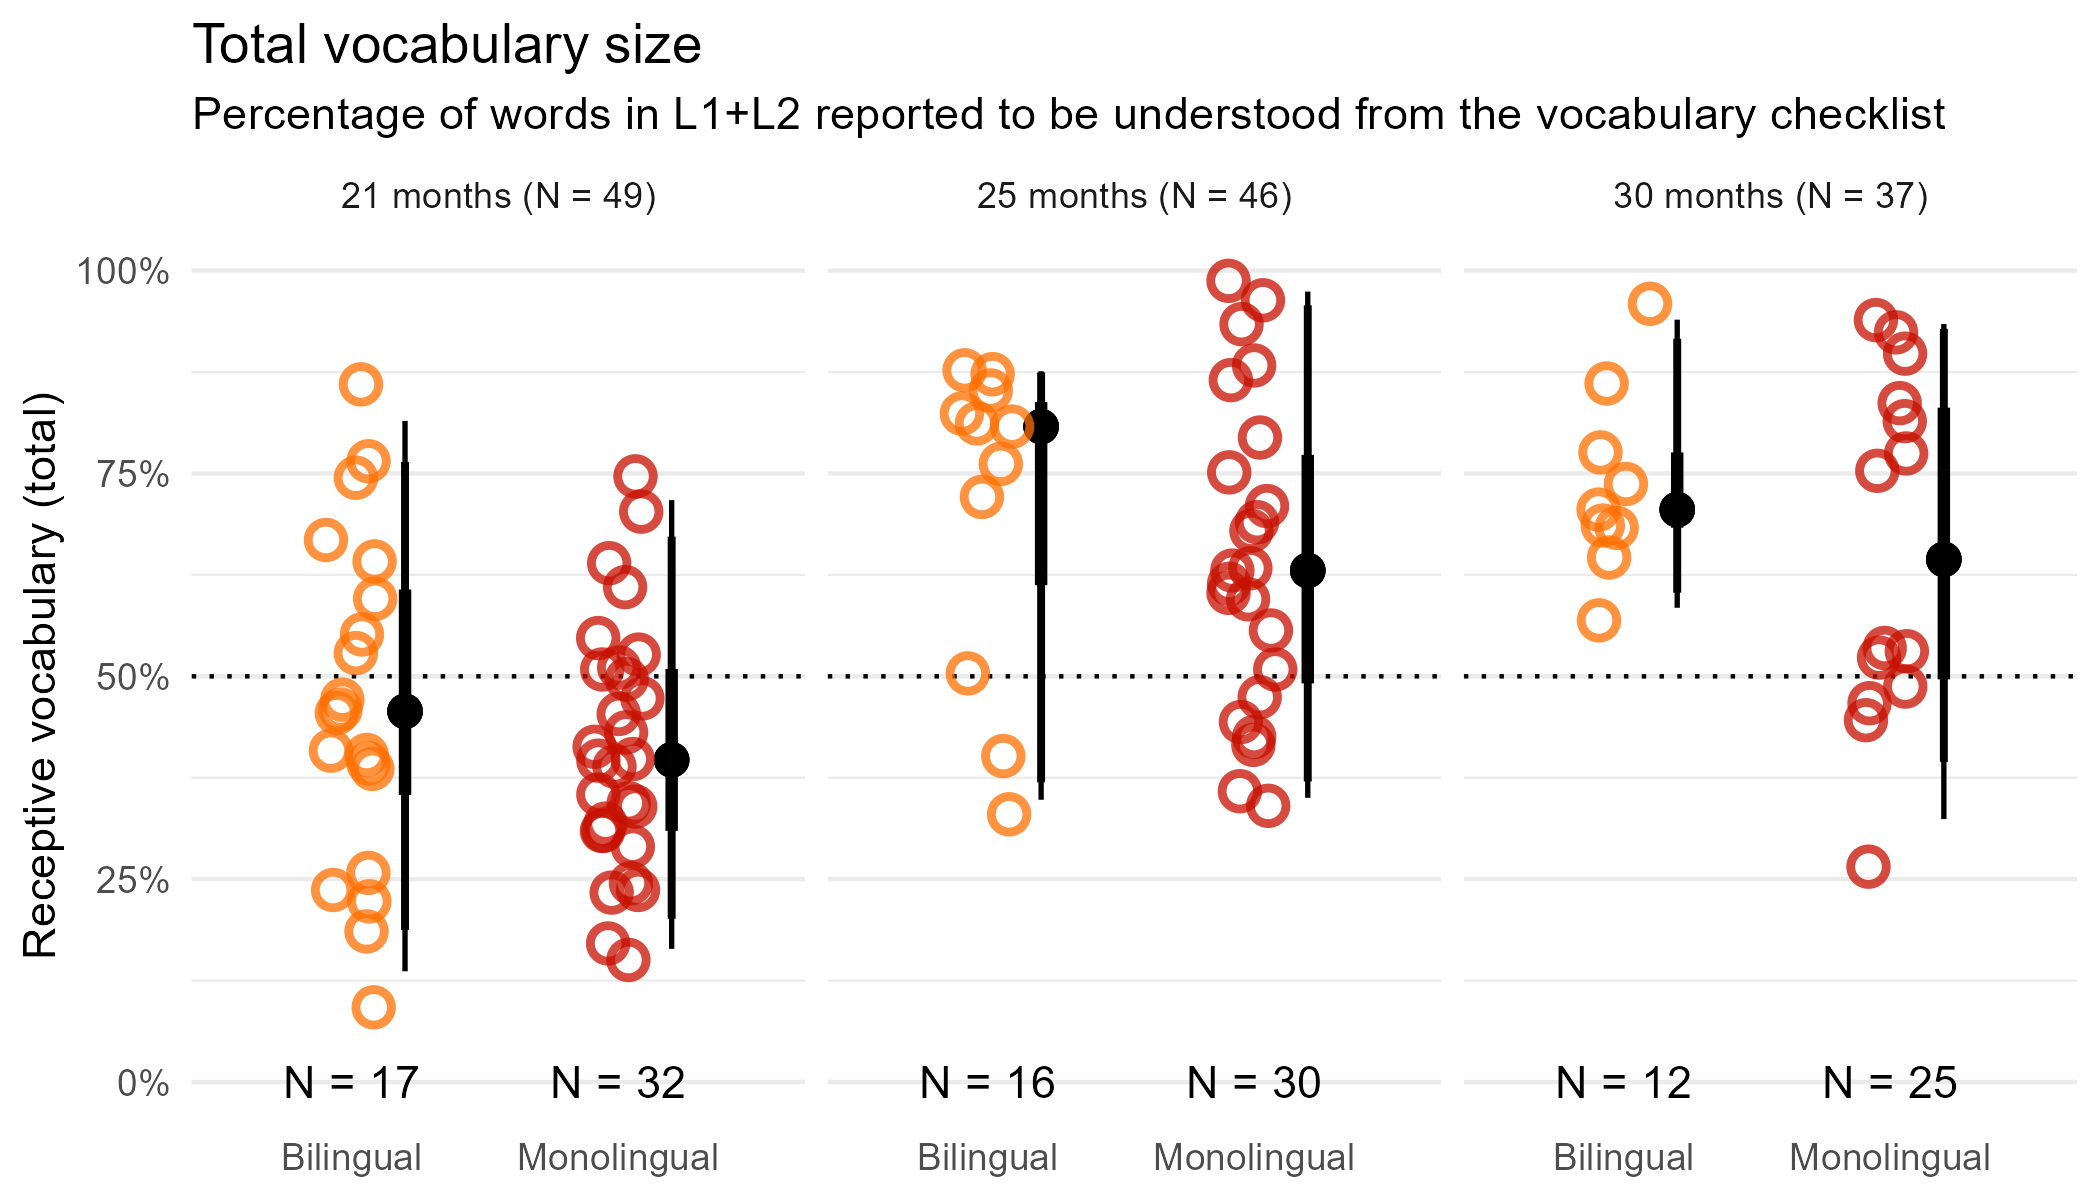 Total vocabulary size
Percentage of words in L1+L2 reported to be understood from the vocabulary checklist
21 months (N = 49)
25 months (N = 46)
30 months (N = 37)
Receptive vocabulary (total)
100%
75%
50%
25%
0%
N = 17
N = 32
N = 16
N = 30
N = 12
N = 25
Bilingual
Monolingual
Bilingual
Monolingual
Bilingual
Monolingual